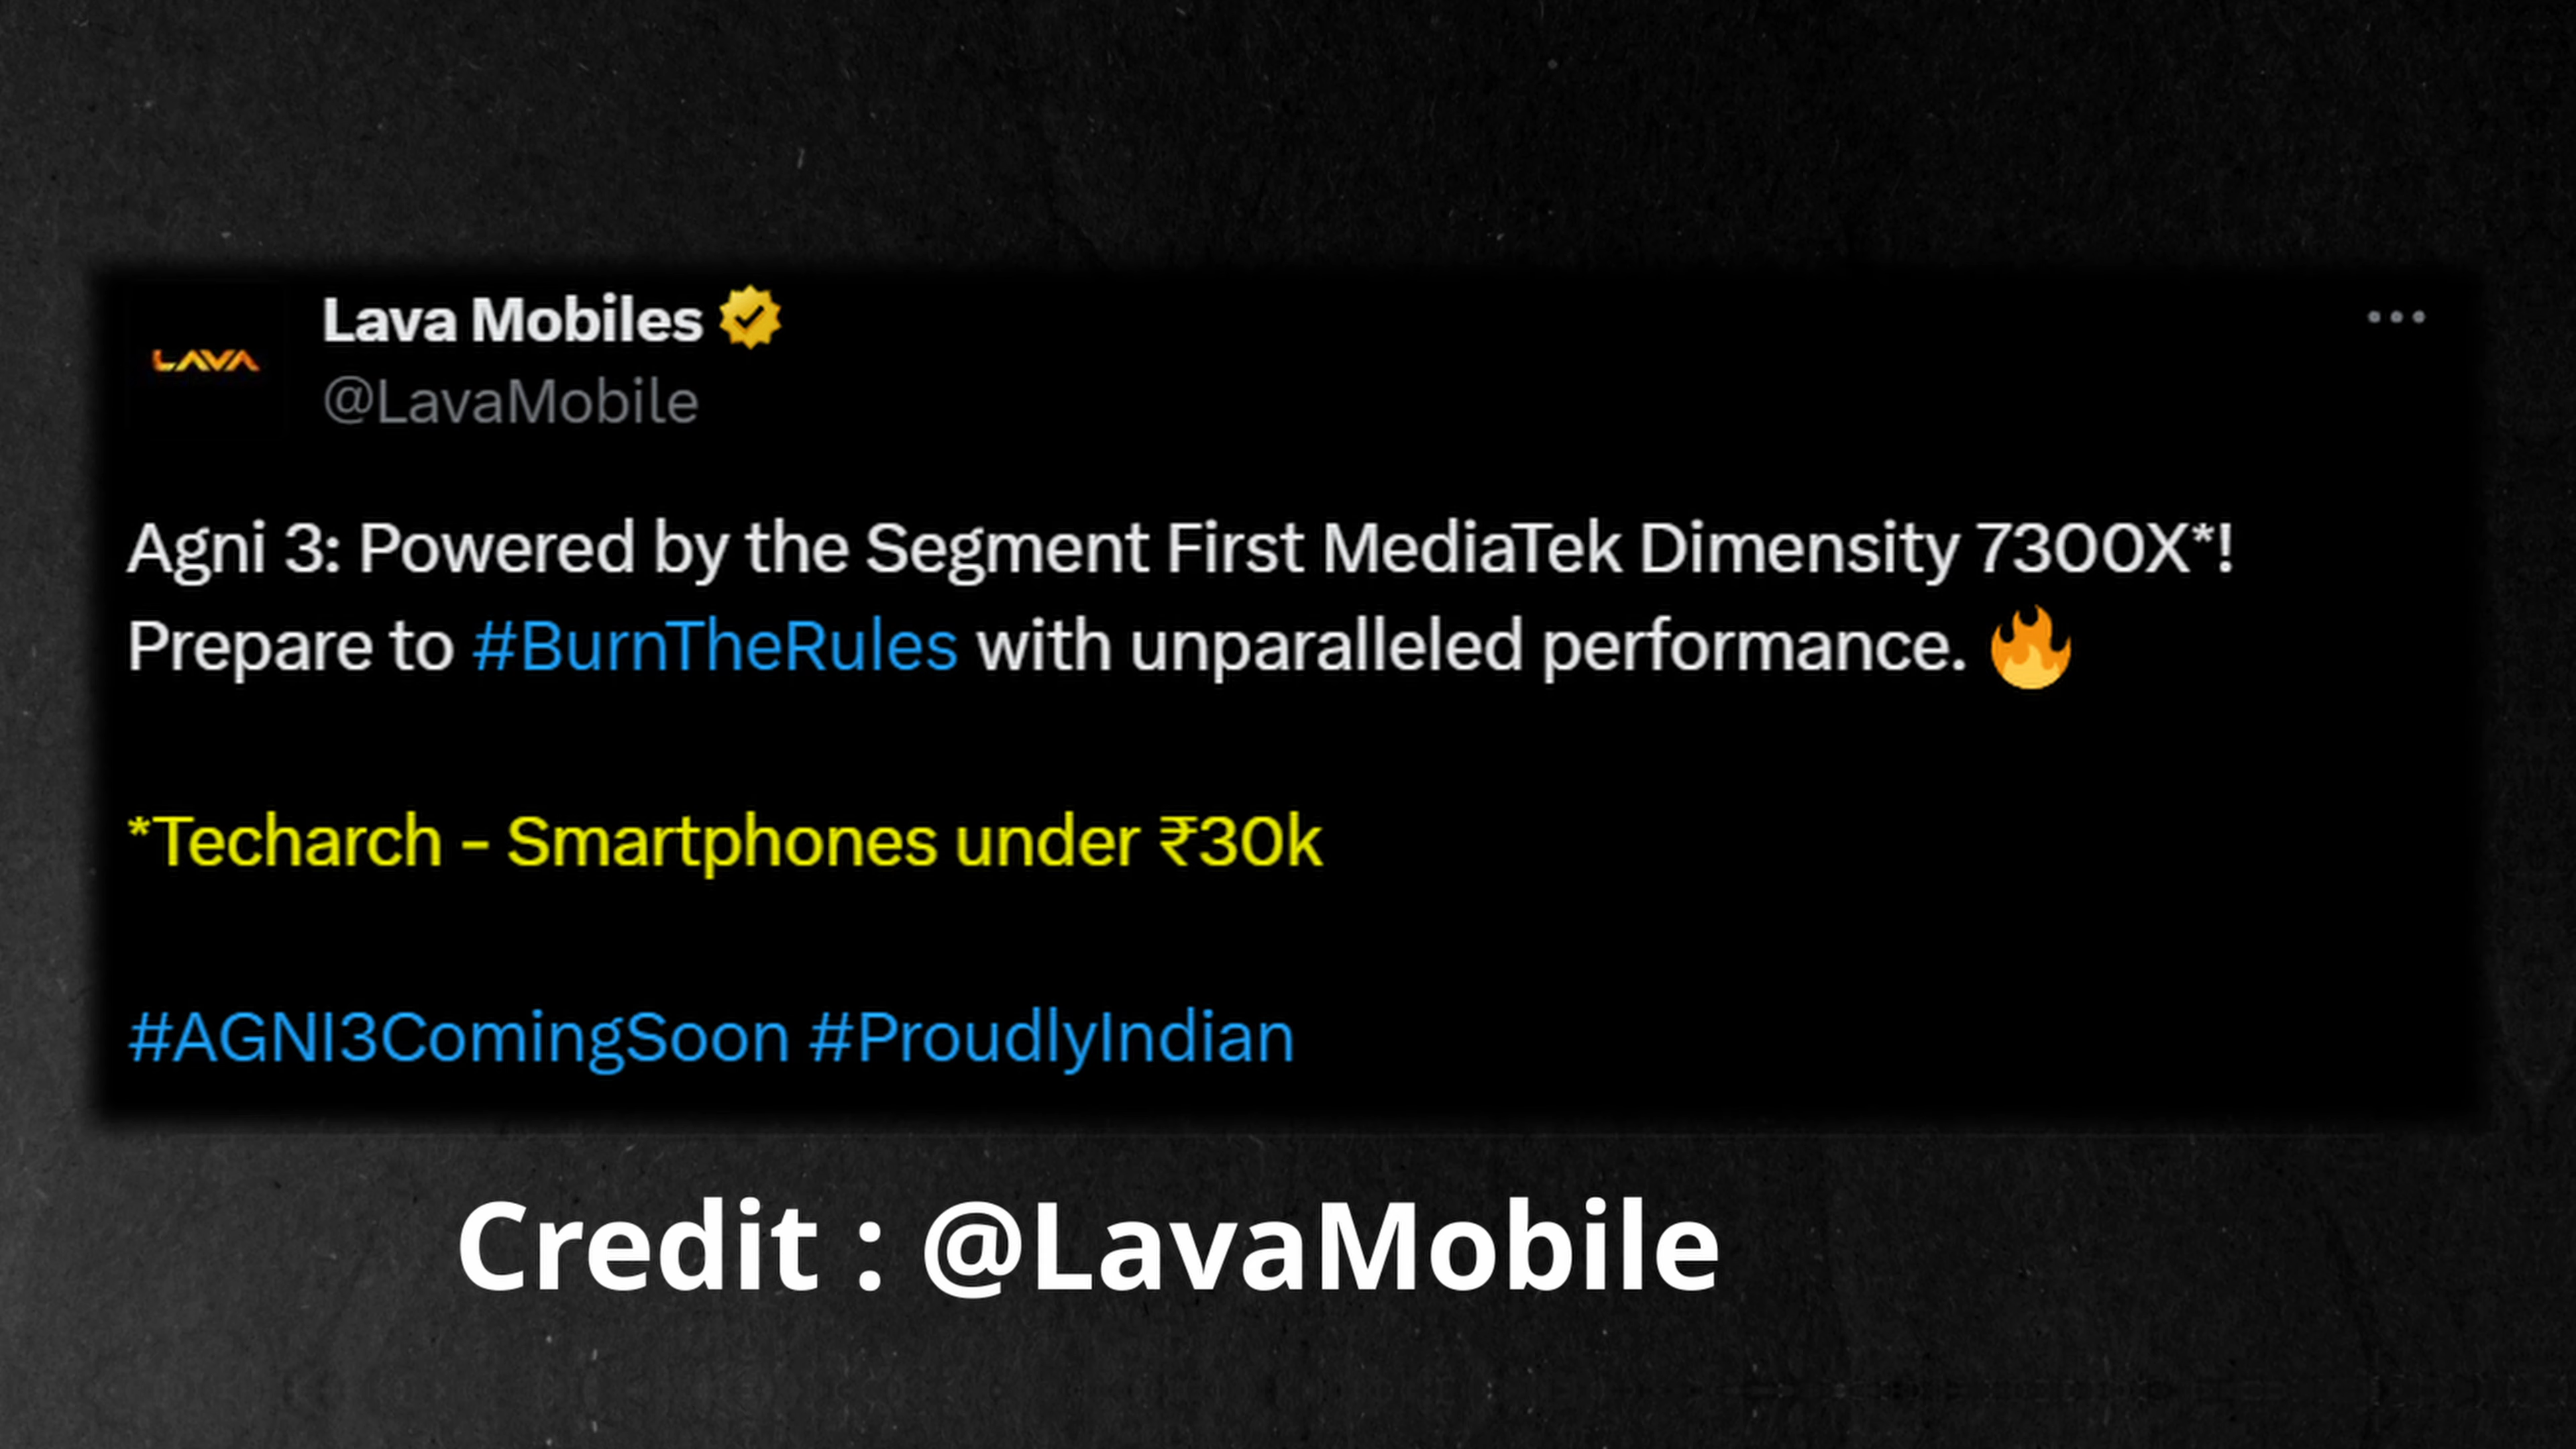 LAVA
Lava Mobiles
@LavaMobile
Agni 3: Powered by the Segment First MediaTek Dimensity 7300X*!
Prepare to #BurnTheRules with unparalleled performance. 🔥
*Techarch - Smartphones under ₹30k
#AGNI3ComingSoon #ProudlyIndian
Credit : @LavaMobile